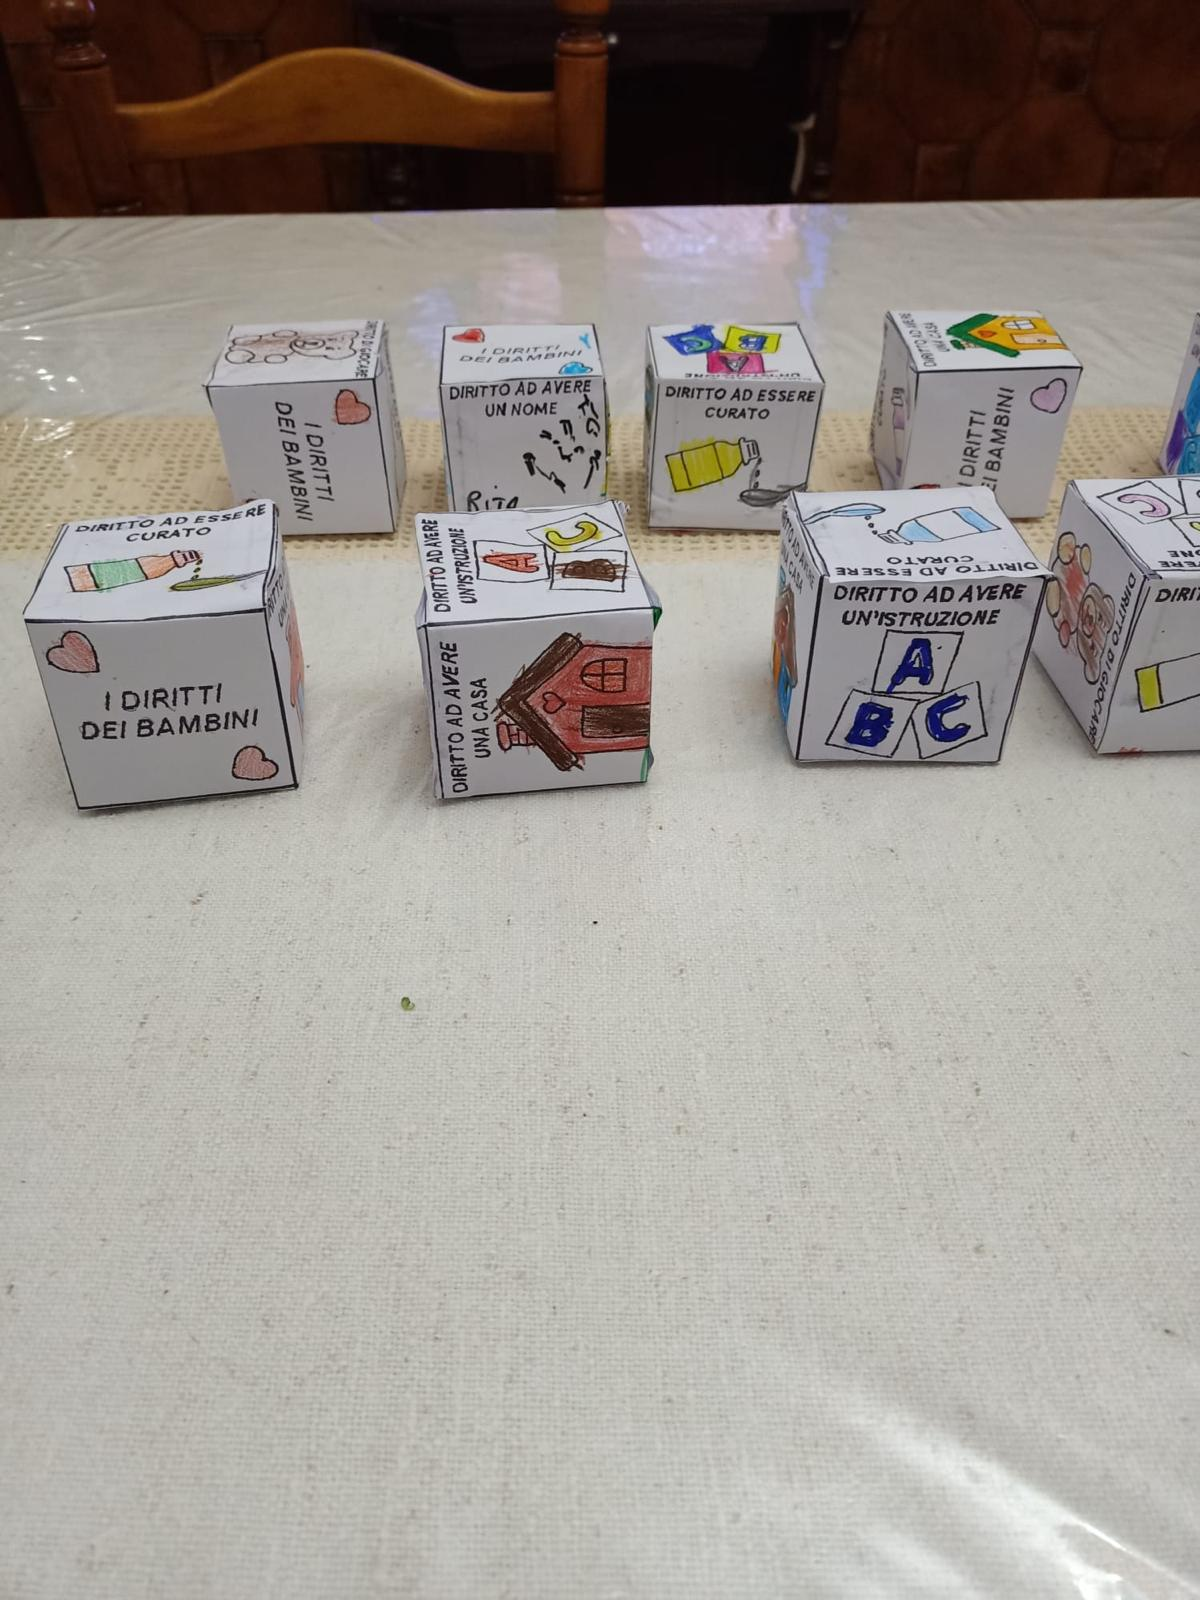 DIRITTO DI GIOCARE
I DIRITTI
DEI BAMBINI
I DIRITTI
DEI BAMBINI
DIRITTO AD AVERE
UN NOME
RITA
UN'ISTRUZIONE
DIRITTO AD ESSERE
CURATO
DIRITTO AD AVERE
UNA CASA
I DIRITTI
DEI BAMBINI
DIRITTO AD ESSERE
CURATO
I DIRITTI
DEI BAMBINI
DIRITTO AD AVERE
UN'ISTRUZIONE
A
C
B
DIRITTO AD AVERE
UNA CASA
DIRITTO AD ESSERE
CURATO
DIRITTO AD AVERE
UNA CASA
DIRITTO AD AVERE
UN'ISTRUZIONE
A
B C
C
DIRITTO DI GIOCARE